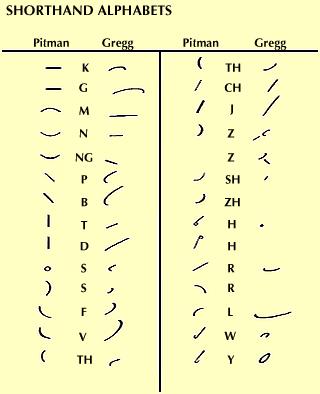 SHORTHAND ALPHABETS
Pitman Gregg Pitman Gregg
K
G
M
N
NG
P
B
T
D
S
S
F
V
TH
TH
CH
J
Z
Z
SH
ZH
H
H
R
R
L
W
Y